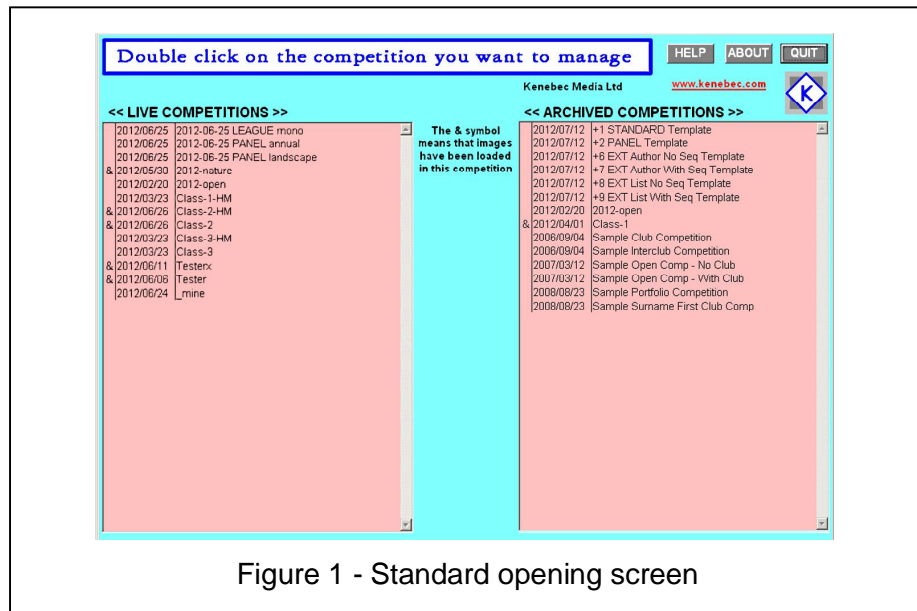 Double click on the competition you want to manage
HELP ABOUT QUIT
Kenebec Media Ltd www.kenebec.com
K
<< LIVE COMPETITIONS >>
2012/06/25 2012-06-25 LEAGUE mono
2012/06/25 2012-06-25 PANEL annual
2012/06/25 2012-06-25 PANEL landscape
& 2012/05/30 2012-nature
2012/02/20 2012-open
2012/03/23 Class-1-HM
& 2012/06/26 Class-2-HM
& 2012/06/26 Class-2
2012/03/23 Class-3-HM
2012/03/23 Class-3
& 2012/06/11 Testerx
& 2012/06/06 Tester
2012/06/24 _mine
The & symbol
means that images
have been loaded
in this competition
<< ARCHIVED COMPETITIONS >>
2012/07/12 +1 STANDARD Template
2012/07/12 +2 PANEL Template
2012/07/12 +6 EXT Author No Seq Template
2012/07/12 +7 EXT Author With Seq Template
2012/07/12 +8 EXT List No Seq Template
2012/07/12 +9 EXT List With Seq Template
2012/02/20 2012-open
& 2012/04/01 Class-1
2006/09/04 Sample Club Competition
2006/09/04 Sample Interclub Competition
2007/03/12 Sample Open Comp - No Club
2007/03/12 Sample Open Comp - With Club
2008/08/23 Sample Portfolio Competition
2008/08/23 Sample Surname First Club Comp
Figure 1 - Standard opening screen